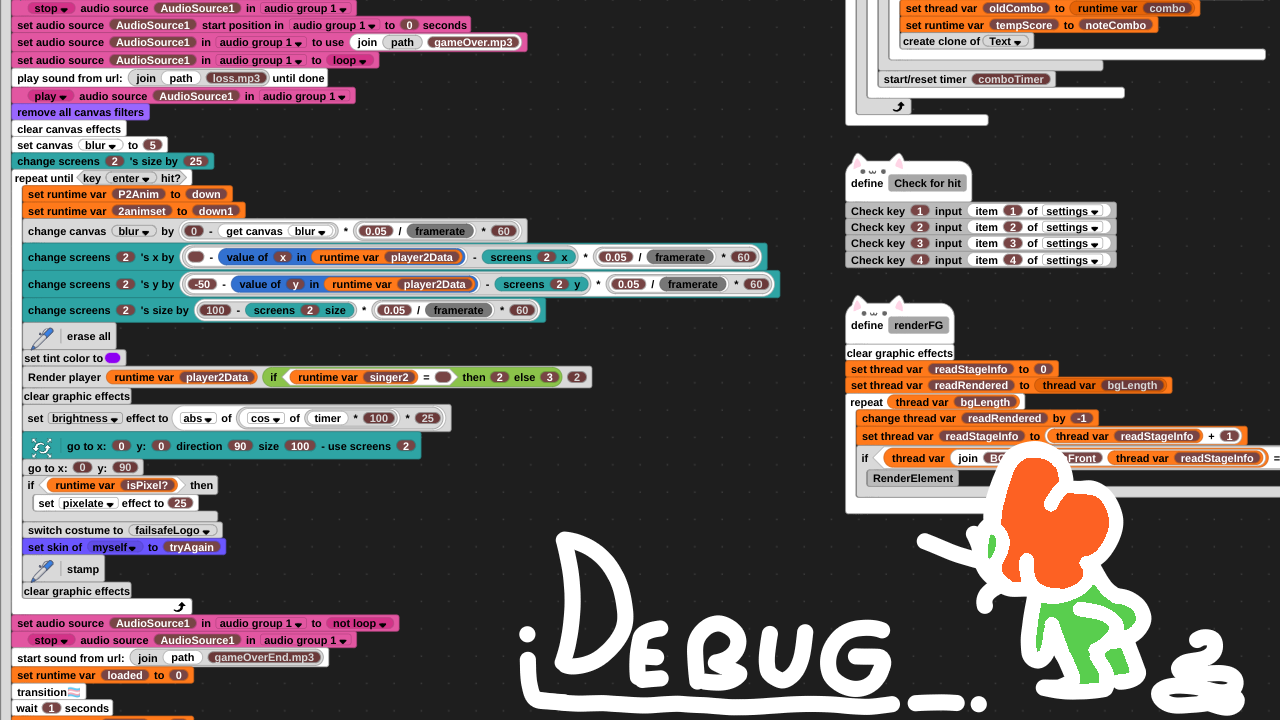 stop audio source AudioSource1 in audio group 1
set audio source AudioSource1 start position in audio group 1 to 0 seconds
set audio source AudioSource1 in audio group 1 to use join path gameOver.mp3
set audio source AudioSource1 in audio group 1 to loop
play sound from url: join path loss.mp3 until done
play audio source AudioSource1 in audio group 1
remove all canvas filters
clear canvas effects
set canvas blur to 5
change screens 2 's size by 25
repeat until key enter hit?
set runtime var P2Anim to down
set runtime var 2animset to down1
change canvas blur by 0 - get canvas blur * 0.05 / framerate * 60
change screens 2 's x by - value of x in runtime var player2Data - screens 2 x * 0.05 / framerate * 60
change screens 2 's y by -50 - value of y in runtime var player2Data - screens 2 y * 0.05 / framerate * 60
change screens 2 's size by 100 - screens 2 size * 0.05 / framerate * 60
erase all
set tint color to
Render player runtime var player2Data if runtime var singer2 = then 2 else 3 2
clear graphic effects
set brightness effect to abs of cos of timer * 100 * 25
go to x: 0 y: 0 direction 90 size 100 - use screens 2
go to x: 0 y: 90
if runtime var isPixel? then
set pixelate effect to 25
switch costume to failsafeLogo
set skin of myself to tryAgain
stamp
clear graphic effects
set audio source AudioSource1 in audio group 1 to not loop
stop audio source AudioSource1 in audio group 1
start sound from url: join path gameOverEnd.mp3
set runtime var loaded to 0
transition🏳️‍⚧️
wait 1 seconds
set thread var oldCombo to runtime var combo
set runtime var tempScore to noteCombo
create clone of Text
start/reset timer comboTimer
define Check for hit
Check key 1 input item 1 of settings
Check key 2 input item 2 of settings
Check key 3 input item 3 of settings
Check key 4 input item 4 of settings
define renderFG
clear graphic effects
set thread var readStageInfo to 0
set thread var readRendered to thread var bgLength
repeat thread var bgLength
change thread var readRendered by -1
set thread var readStageInfo to thread var readStageInfo + 1
if thread var join thread var readStageInfo =
RenderElement
DEBUG